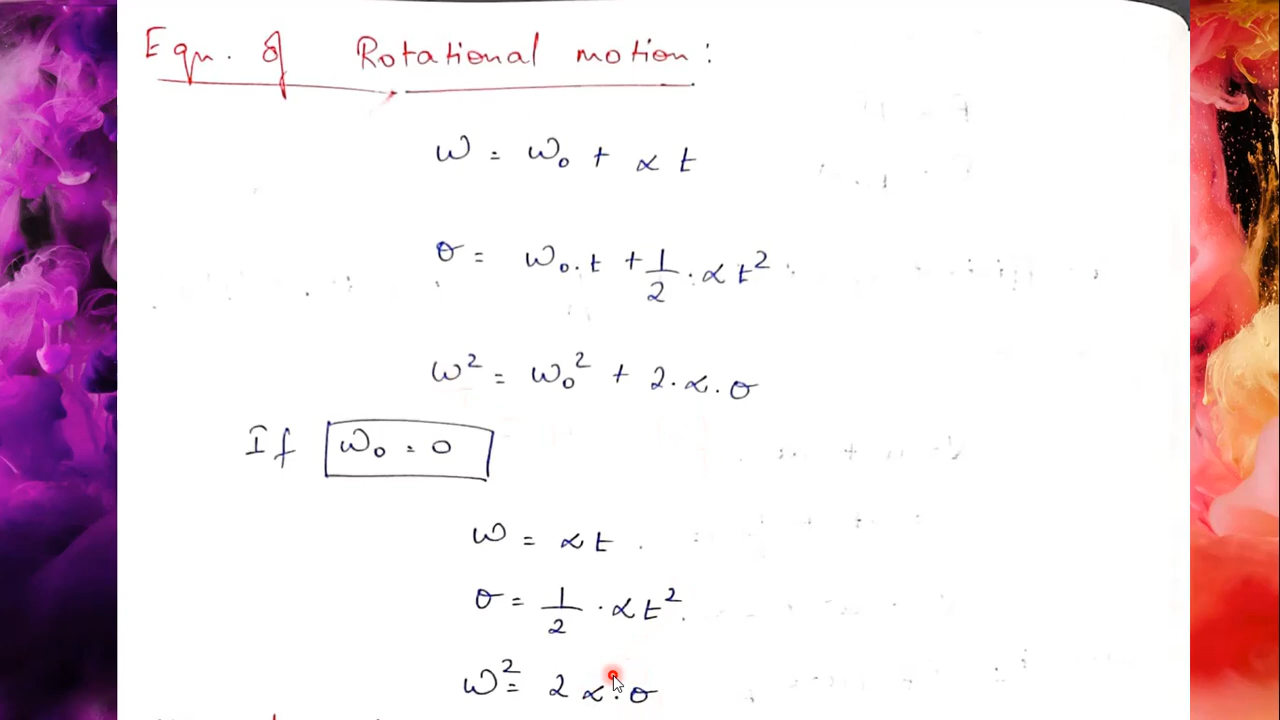 Eqn. of Rotational motion:
ω = ω₀ + α t
σ = ω₀.t + 1/2 . α t²
ω² = ω₀² + 2.α.σ
If ω₀ = 0
ω = α t
σ = 1/2 . α t²
ω² = 2 α . σ